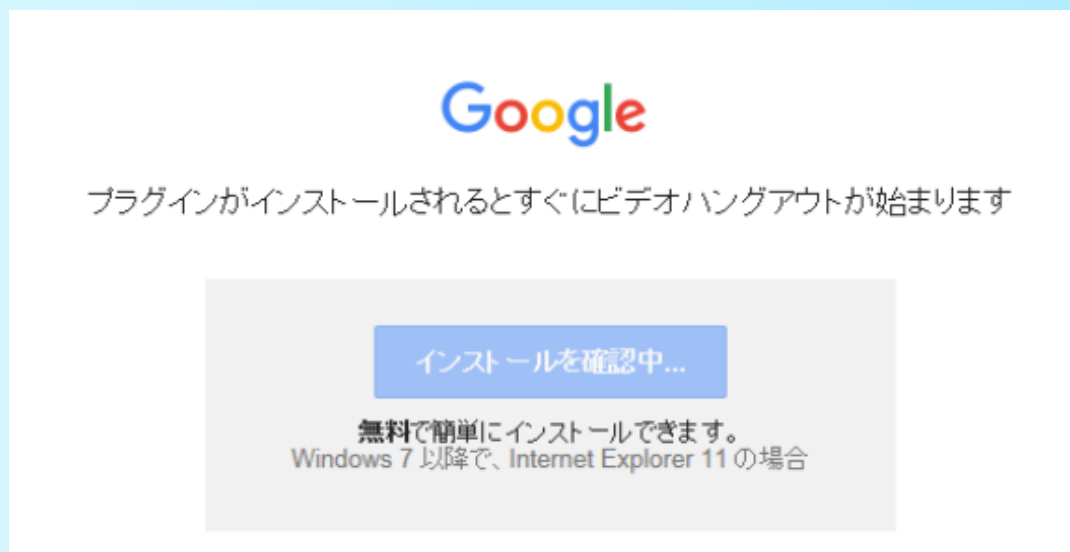 Google
プラグインがインストールされるとすぐにビデオハングアウトが始まります
インストールを確認中...
無料で簡単にインストールできます。
Windows 7 以降で、Internet Explorer 11 の場合